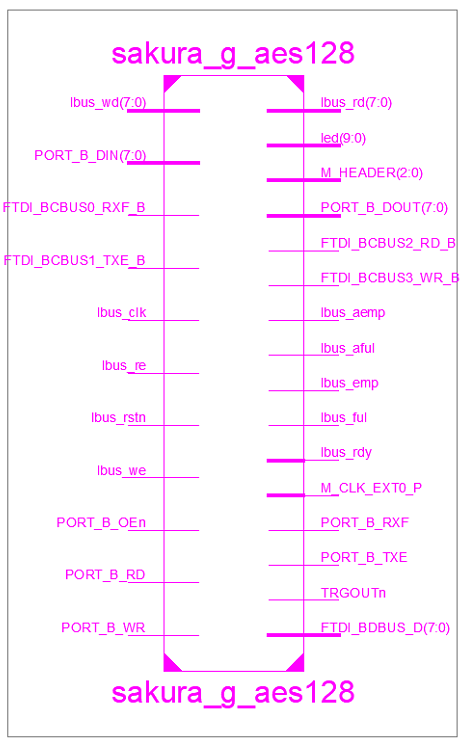 sakura_g_aes128
lbus_wd(7:0)
PORT_B_DIN(7:0)
FTDI_BCBUS0_RXF_B
FTDI_BCBUS1_TXE_B
lbus_clk
lbus_re
lbus_rstn
lbus_we
PORT_B_OEn
PORT_B_RD
PORT_B_WR
lbus_rd(7:0)
led(9:0)
M_HEADER(2:0)
PORT_B_DOUT(7:0)
FTDI_BCBUS2_RD_B
FTDI_BCBUS3_WR_B
lbus_aemp
lbus_aful
lbus_emp
lbus_ful
lbus_rdy
M_CLK_EXT0_P
PORT_B_RXF
PORT_B_TXE
TRGOUTn
FTDI_BDBUS_D(7:0)
sakura_g_aes128